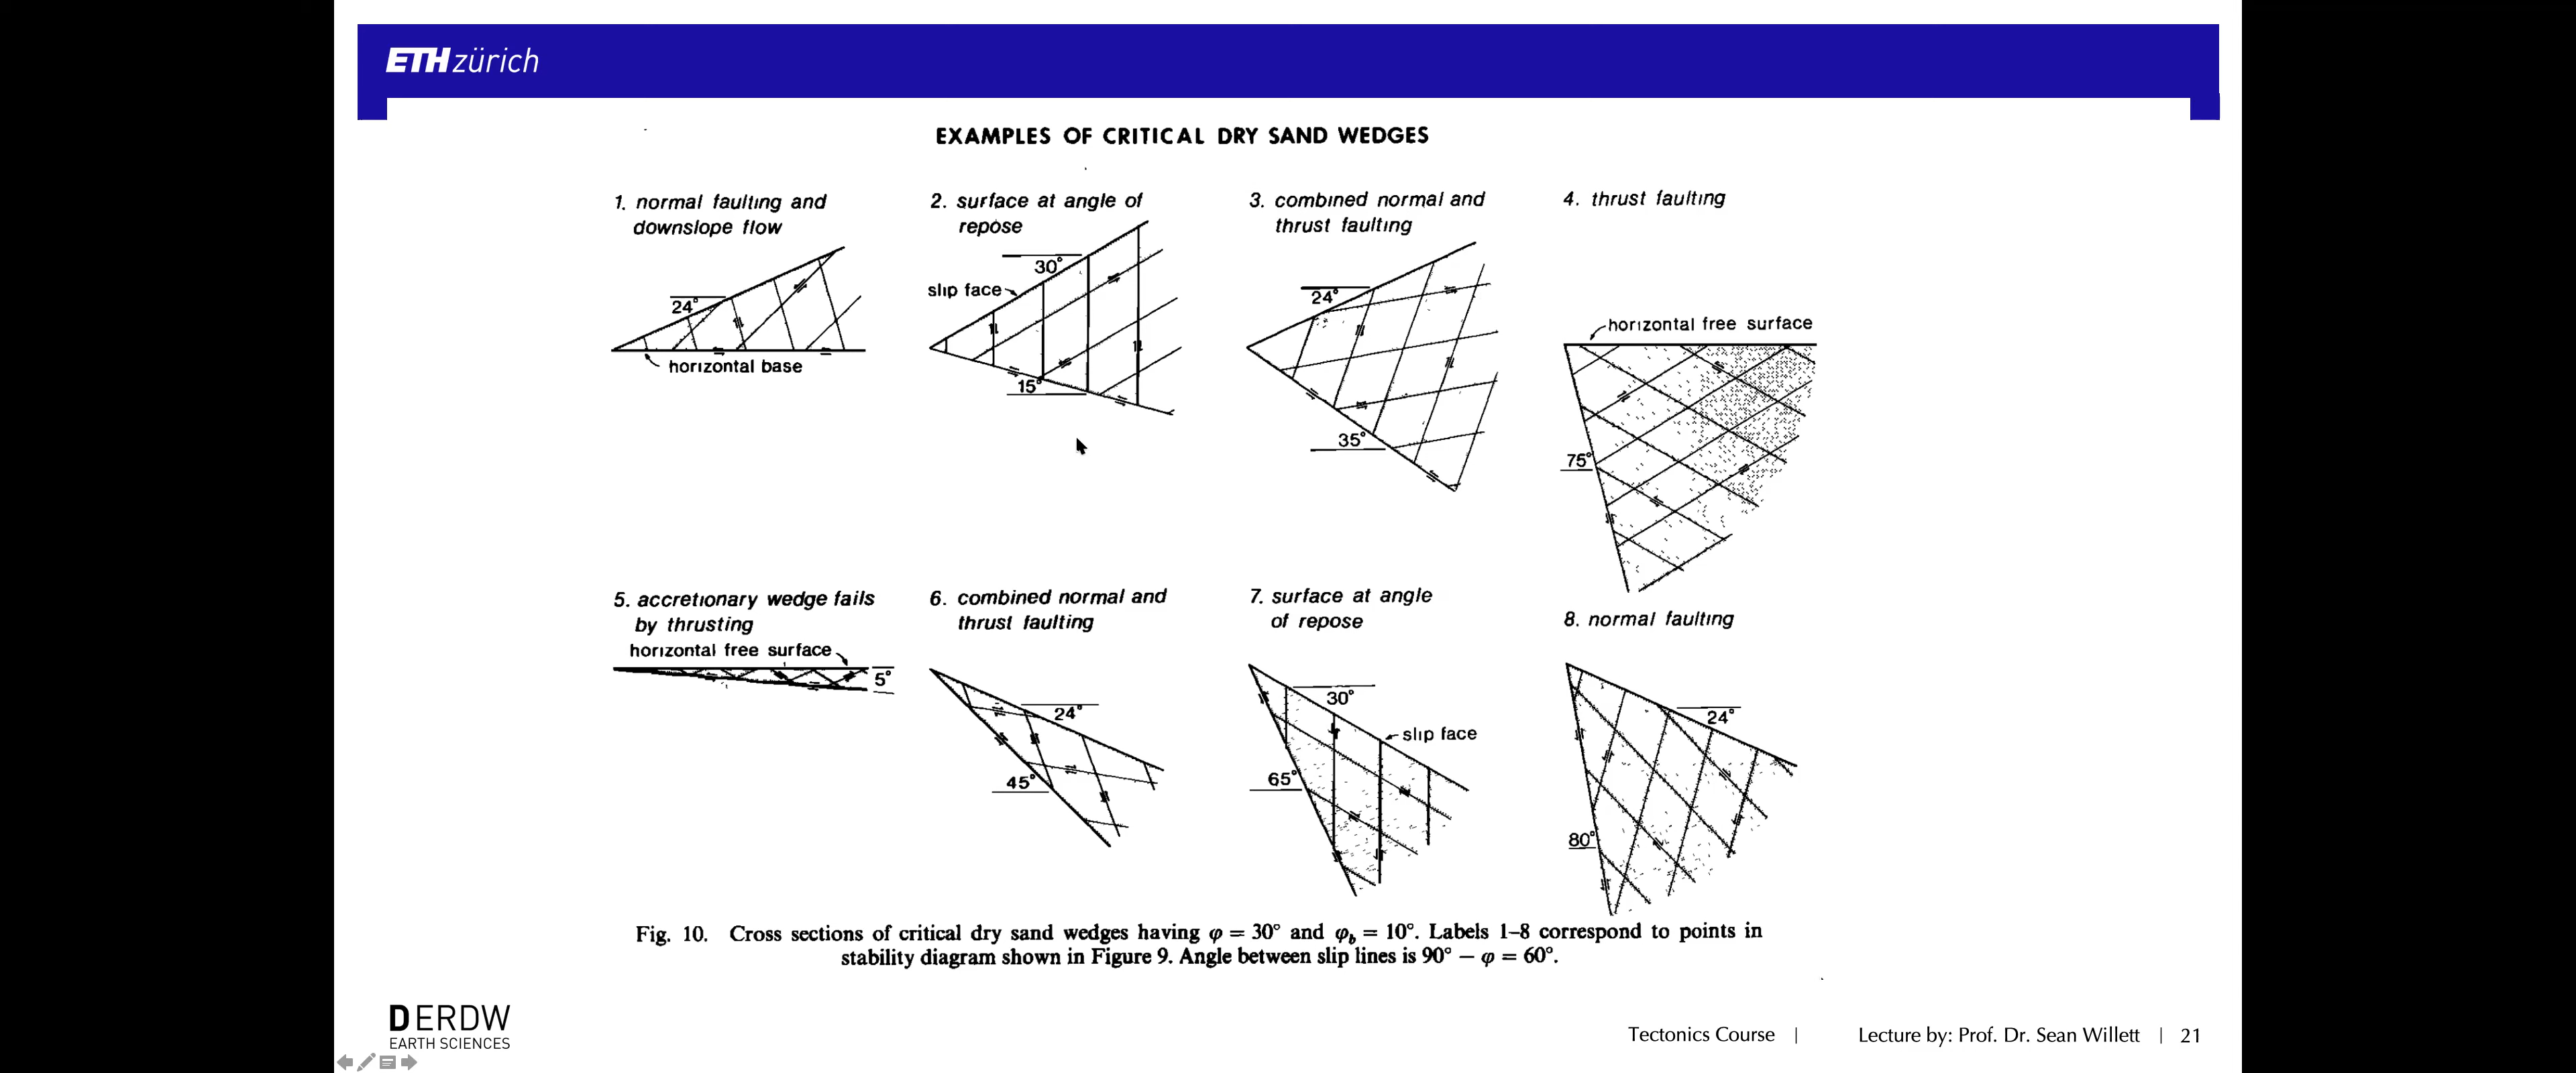 ETH zürich
EXAMPLES OF CRITICAL DRY SAND WEDGES
1. normal faulting and
downslope flow
24°
horizontal base
2. surface at angle of
repose
30°
slip face
15°
3. combined normal and
thrust faulting
24°
35°
4. thrust faulting
horizontal free surface
75°
5. accretionary wedge fails
by thrusting
horizontal free surface
5°
6. combined normal and
thrust faulting
24°
45°
7. surface at angle
of repose
30°
slip face
65°
8. normal faulting
24°
80°
Fig. 10. Cross sections of critical dry sand wedges having φ = 30° and φb = 10°. Labels 1–8 correspond to points in
stability diagram shown in Figure 9. Angle between slip lines is 90° − φ = 60°.
DERDW
EARTH SCIENCES
Tectonics Course | Lecture by: Prof. Dr. Sean Willett | 21